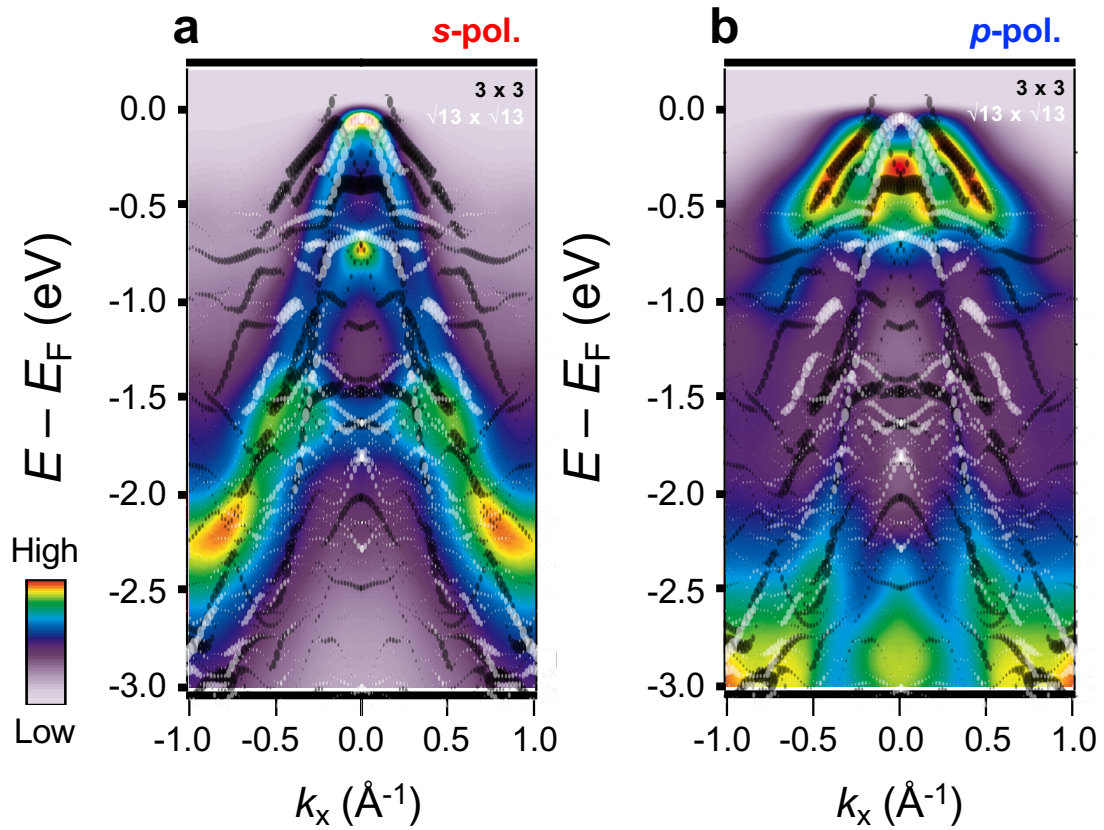 a
s-pol.
3 x 3
√13 x √13
0.0
-0.5
-1.0
-1.5
-2.0
-2.5
-3.0
E – EF (eV)
-1.0 -0.5 0.0 0.5 1.0
kx (Å-1)
High
Low
b
p-pol.
3 x 3
√13 x √13
0.0
-0.5
-1.0
-1.5
-2.0
-2.5
-3.0
E – EF (eV)
-1.0 -0.5 0.0 0.5 1.0
kx (Å-1)